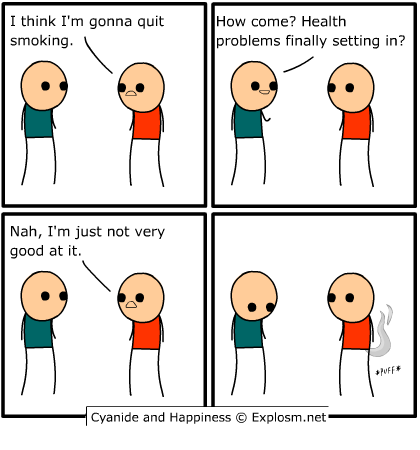 I think I'm gonna quit
smoking.
How come? Health
problems finally setting in?
Nah, I'm just not very
good at it.
*PUFF*
Cyanide and Happiness © Explosm.net